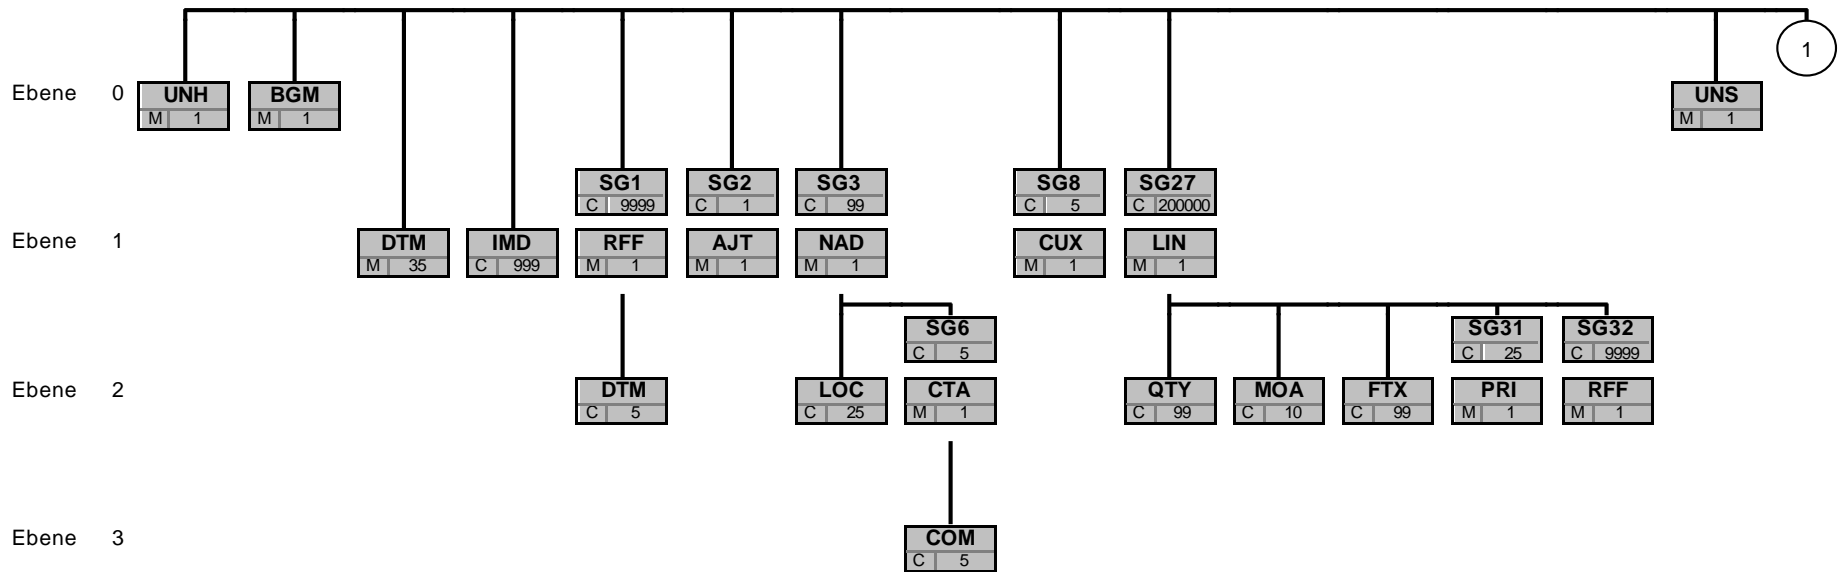 1
Ebene 0
UNH
M 1
BGM
M 1
UNS
M 1
SG1
C 9999
SG2
C 1
SG3
C 99
SG8
C 5
SG27
C 200000
Ebene 1
DTM
M 35
IMD
C 999
RFF
M 1
AJT
M 1
NAD
M 1
CUX
M 1
LIN
M 1
SG6
C 5
SG31
C 25
SG32
C 9999
Ebene 2
DTM
C 5
LOC
C 25
CTA
M 1
QTY
C 99
MOA
C 10
FTX
C 99
PRI
M 1
RFF
M 1
Ebene 3
COM
C 5